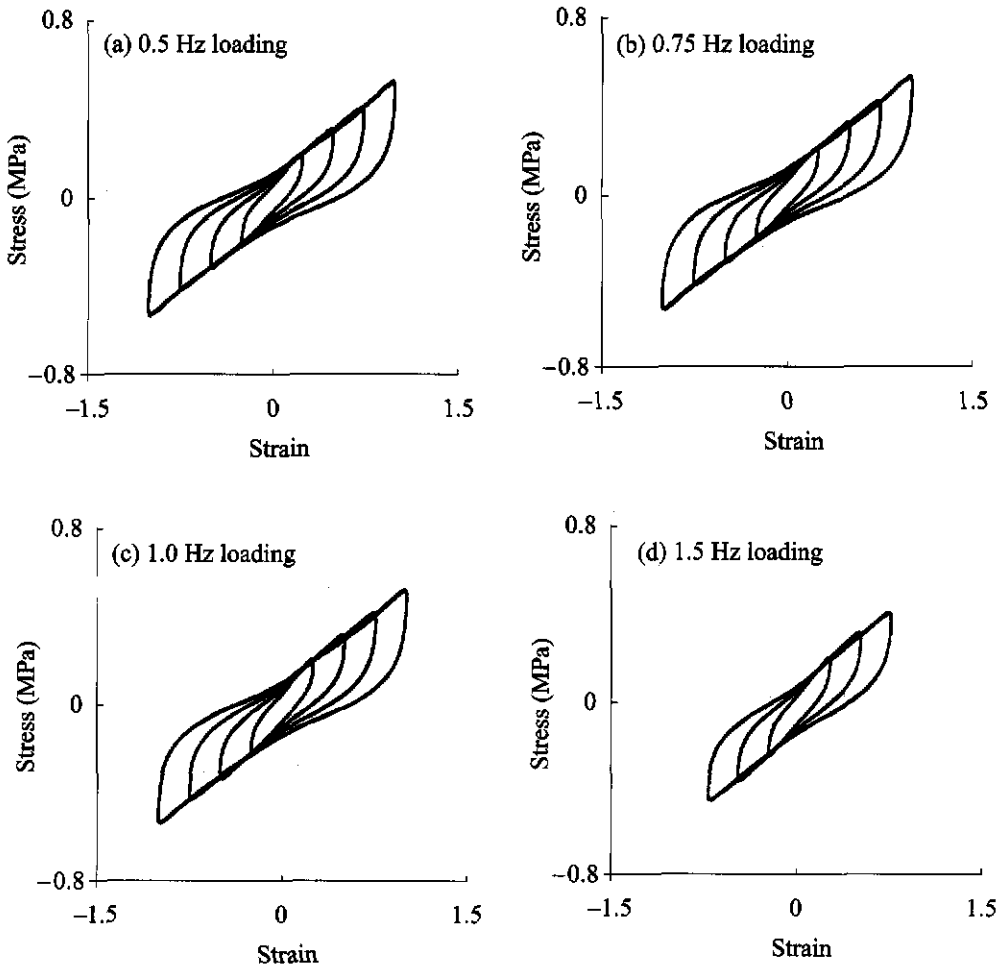 0.8
(a) 0.5 Hz loading
Stress (MPa)
0
−0.8
−1.5 0 1.5
Strain
0.8
(b) 0.75 Hz loading
Stress (MPa)
0
−0.8
−1.5 0 1.5
Strain
0.8
(c) 1.0 Hz loading
Stress (MPa)
0
−0.8
−1.5 0 1.5
Strain
0.8
(d) 1.5 Hz loading
Stress (MPa)
0
−0.8
−1.5 0 1.5
Strain